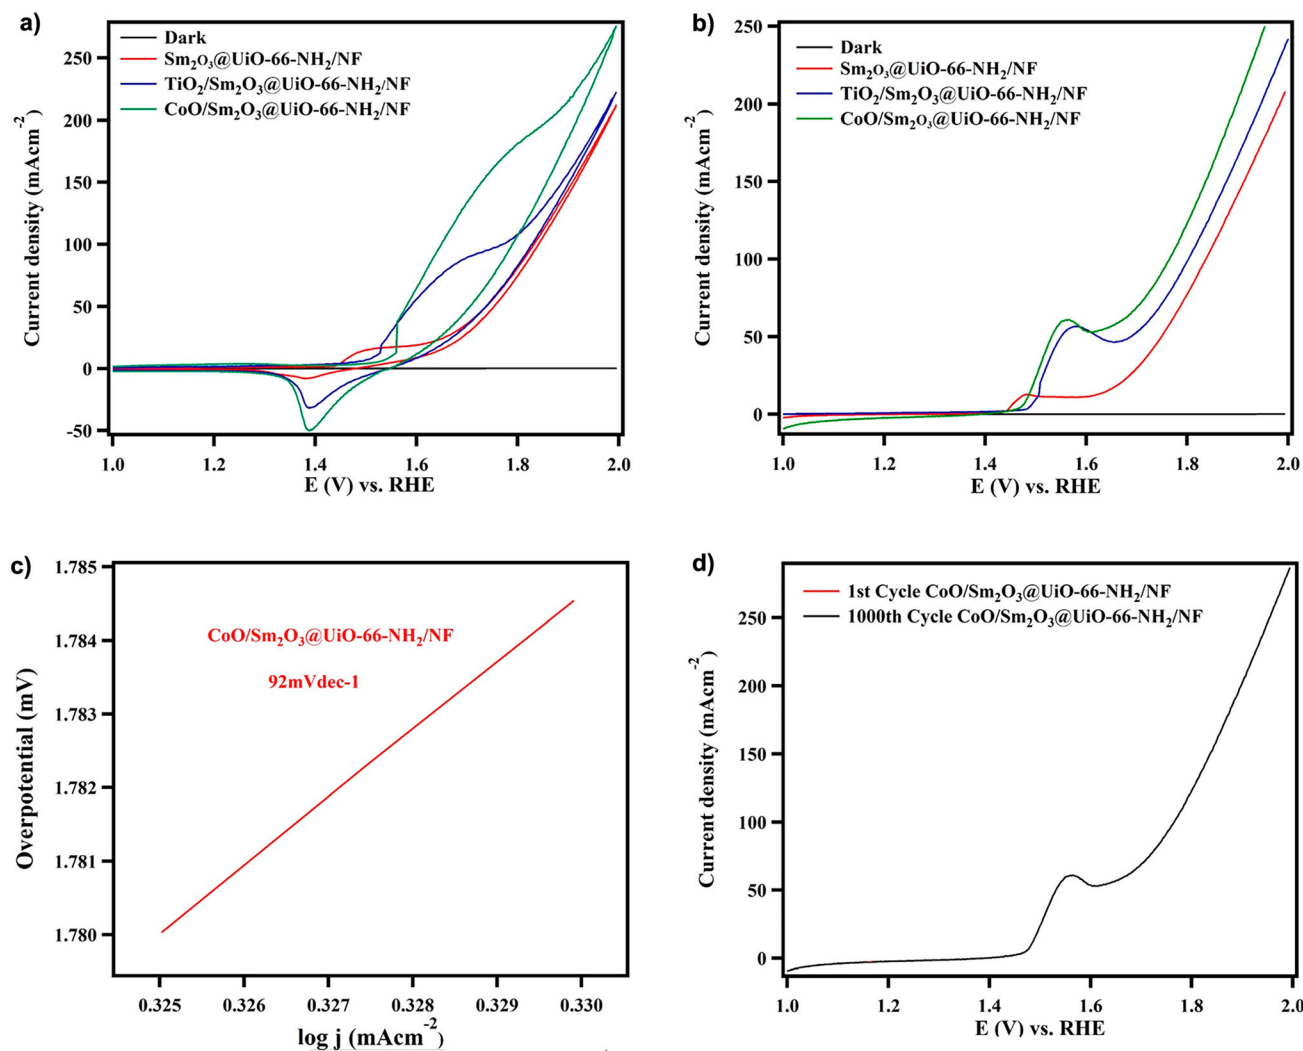 a)
Dark
Sm₂O₃@UiO-66-NH₂/NF
TiO₂/Sm₂O₃@UiO-66-NH₂/NF
CoO/Sm₂O₃@UiO-66-NH₂/NF
Current density (mAcm⁻²)
250
200
150
100
50
0
-50
1.0
1.2
1.4
1.6
1.8
2.0
E (V) vs. RHE
b)
Dark
Sm₂O₃@UiO-66-NH₂/NF
TiO₂/Sm₂O₃@UiO-66-NH₂/NF
CoO/Sm₂O₃@UiO-66-NH₂/NF
Current density (mAcm⁻²)
250
200
150
100
50
0
1.0
1.2
1.4
1.6
1.8
2.0
E (V) vs. RHE
c)
CoO/Sm₂O₃@UiO-66-NH₂/NF
92mVdec-1
Overpotential (mV)
1.785
1.784
1.783
1.782
1.781
1.780
0.325
0.326
0.327
0.328
0.329
0.330
log j (mAcm⁻²)
d)
1st Cycle CoO/Sm₂O₃@UiO-66-NH₂/NF
1000th Cycle CoO/Sm₂O₃@UiO-66-NH₂/NF
Current density (mAcm⁻²)
250
200
150
100
50
0
1.0
1.2
1.4
1.6
1.8
2.0
E (V) vs. RHE